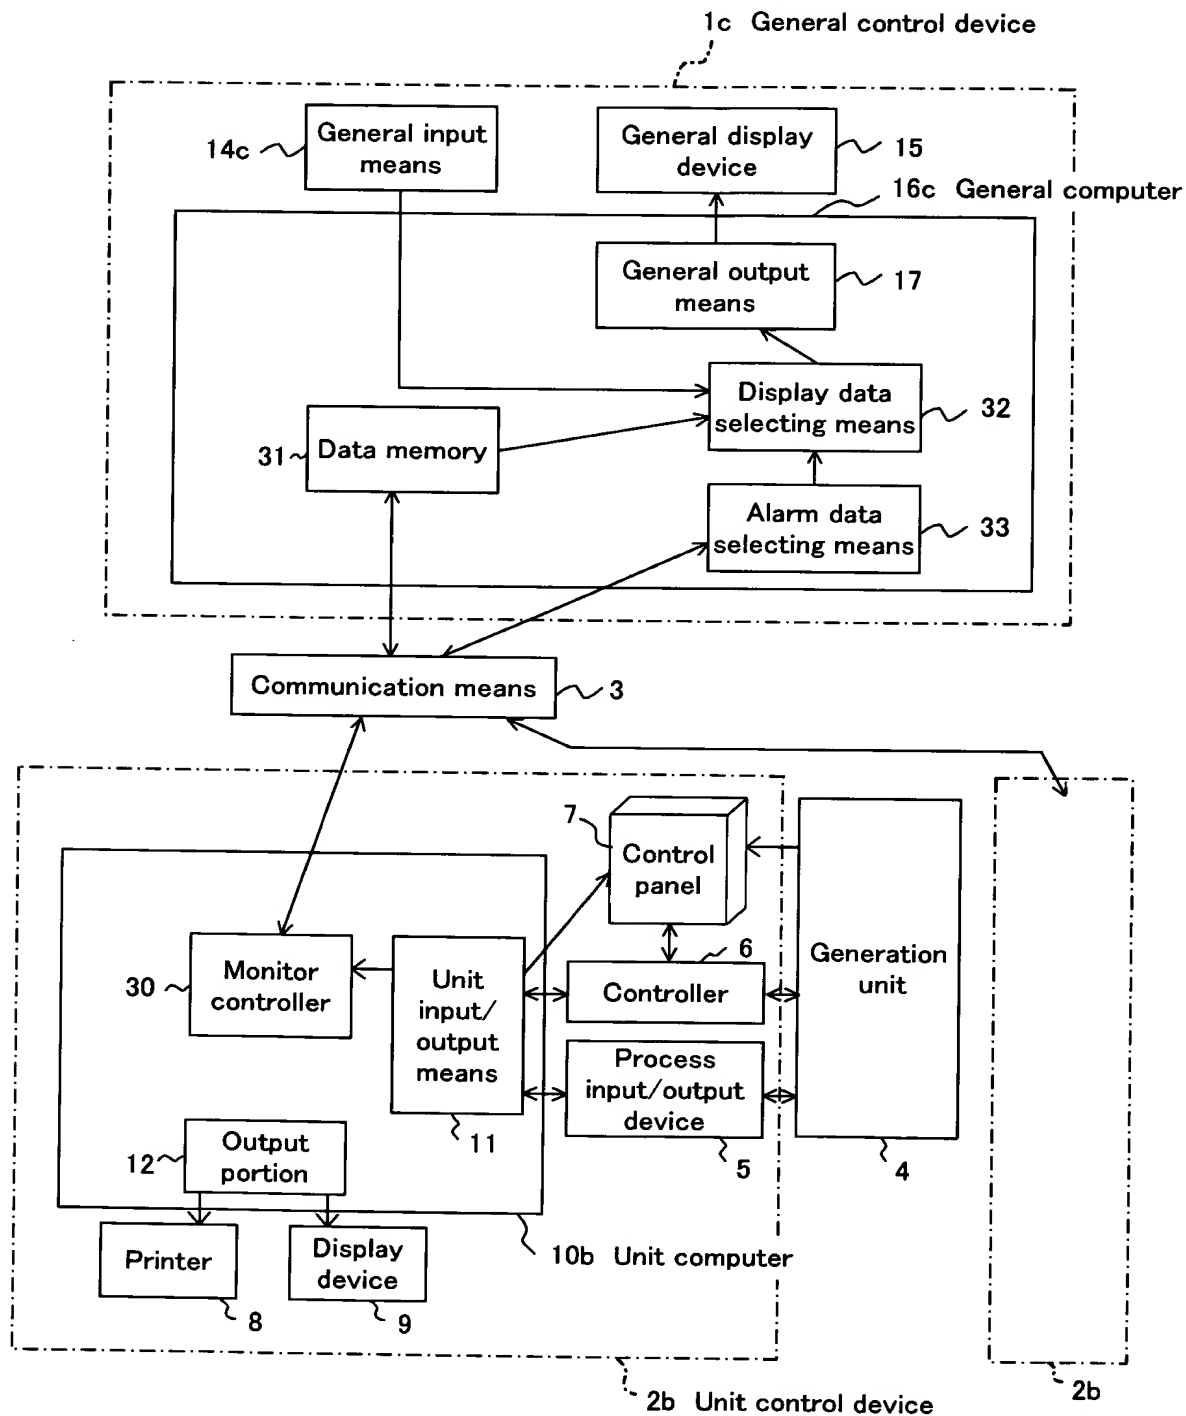 1c General control device
General input
means
14c
General display
device
15
16c General computer
General output
means
17
Display data
selecting means
32
31
Data memory
Alarm data
selecting means
33
Communication means
3
7
Control
panel
6
Generation
unit
30
Monitor
controller
Unit
input/
output
means
Controller
Process
input/output
device
11
5
4
12
Output
portion
Printer
Display
device
10b Unit computer
8
9
2b Unit control device
2b